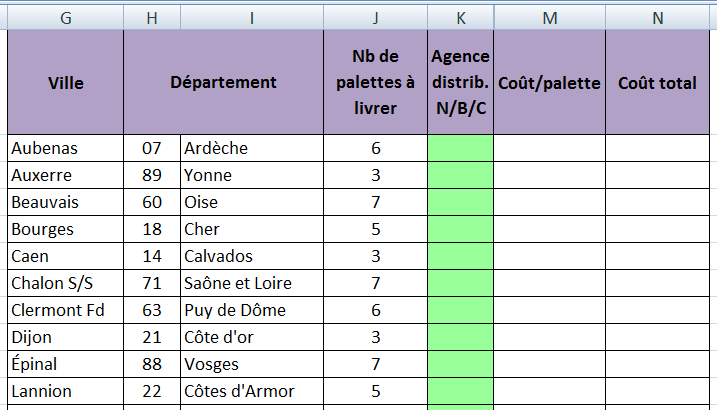 G H I J K M N
Ville Département Nb de palettes à livrer Agence distrib. N/B/C Coût/palette Coût total
Aubenas 07 Ardèche 6
Auxerre 89 Yonne 3
Beauvais 60 Oise 7
Bourges 18 Cher 5
Caen 14 Calvados 3
Chalon S/S 71 Saône et Loire 7
Clermont Fd 63 Puy de Dôme 6
Dijon 21 Côte d'or 3
Épinal 88 Vosges 7
Lannion 22 Côtes d'Armor 5